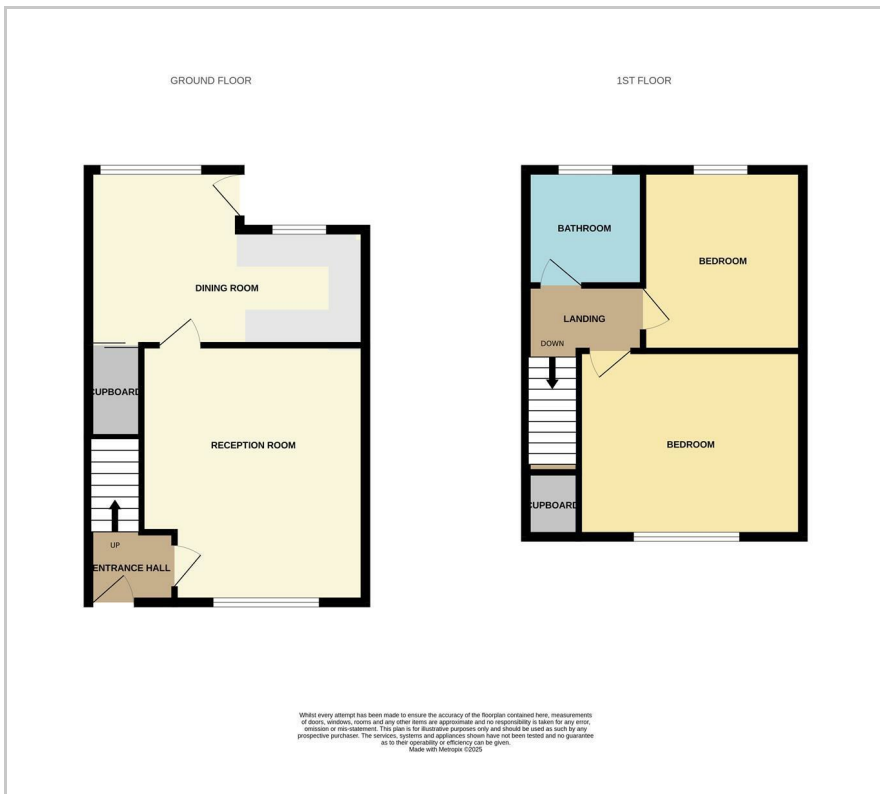 GROUND FLOOR
1ST FLOOR
BATHROOM
BEDROOM
DINING ROOM
LANDING
DOWN
CUPBOARD
RECEPTION ROOM
BEDROOM
CUPBOARD
UP
ENTRANCE HALL
Whilst every attempt has been made to ensure the accuracy of the floorplan contained here, measurements
of doors, windows, rooms and any other items are approximate and no responsibility is taken for any error,
omission or mis-statement. This plan is for illustrative purposes only and should be used as such by any
prospective purchaser. The services, systems and appliances shown have not been tested and no guarantee
as to their operability or efficiency can be given.
Made with Metropix ©2025